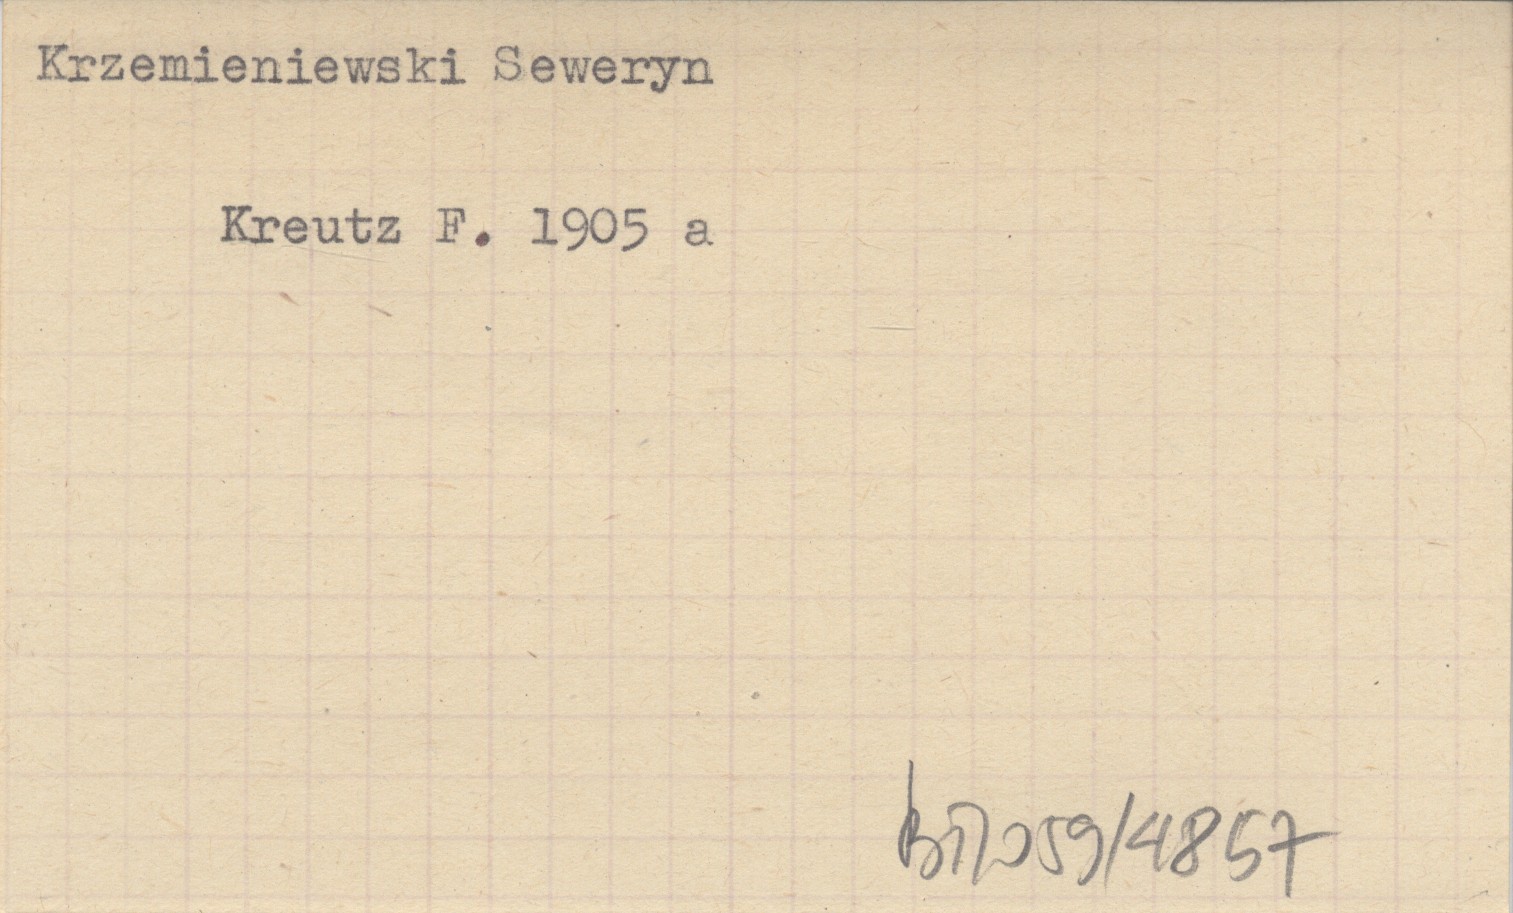 Krzemieniewski Seweryn
Kreutz F. 1905 a